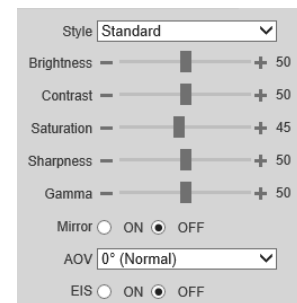 Style Standard
Brightness 50
Contrast 50
Saturation 45
Sharpness 50
Gamma 50
Mirror ON OFF
AOV 0° (Normal)
EIS ON OFF